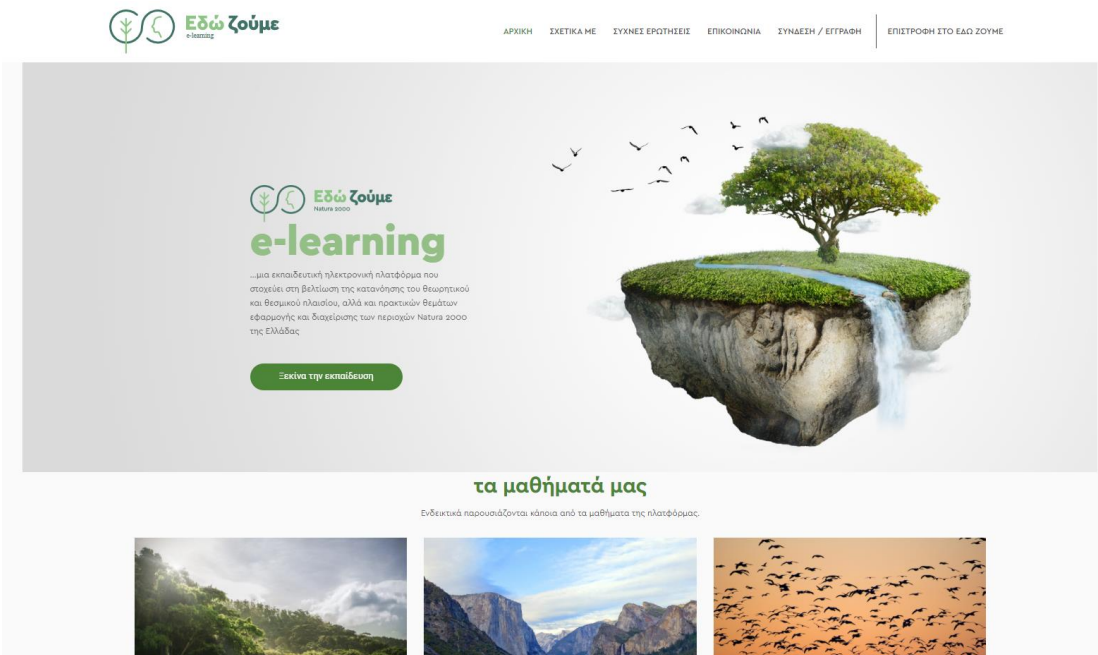 Εδώ ζούμε
e-learning
ΑΡΧΙΚΗ ΣΧΕΤΙΚΑ ΜΕ ΣΥΧΝΕΣ ΕΡΩΤΗΣΕΙΣ ΕΠΙΚΟΙΝΩΝΙΑ ΣΥΝΔΕΣΗ / ΕΓΓΡΑΦΗ ΕΠΙΣΤΡΟΦΗ ΣΤΟ ΕΔΩ ΖΟΥΜΕ
Εδώ ζούμε
Natura 2000
e-learning
...μια εκπαιδευτική ηλεκτρονική πλατφόρμα που
στοχεύει στη βελτίωση της κατανόησης του θεωρητικού
και θεσμικού πλαισίου, αλλά και πρακτικών θεμάτων
εφαρμογής και διαχείρισης των περιοχών Natura 2000
της Ελλάδας
Ξεκίνα την εκπαίδευση
τα μαθήματά μας
Ενδεικτικά παρουσιάζονται κάποια από τα μαθήματα της πλατφόρμας.